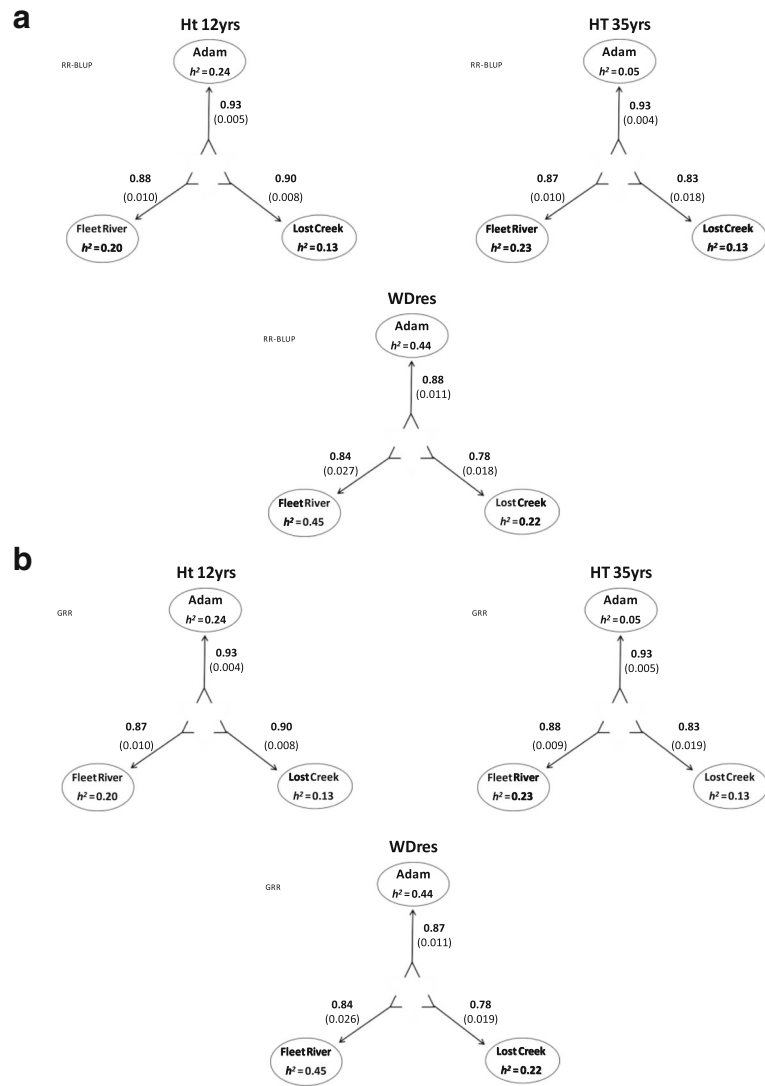 a
Ht 12yrs
HT 35yrs
Adam
h² = 0.24
Adam
h² = 0.05
RR-BLUP
RR-BLUP
0.93
(0.005)
0.93
(0.004)
0.88
(0.010)
0.90
(0.008)
0.87
(0.010)
0.83
(0.018)
Fleet River
h² = 0.20
Lost Creek
h² = 0.13
Fleet River
h² = 0.23
Lost Creek
h² = 0.13
WDres
Adam
h² = 0.44
RR-BLUP
0.88
(0.011)
0.84
(0.027)
0.78
(0.018)
Fleet River
h² = 0.45
Lost Creek
h² = 0.22
b
Ht 12yrs
HT 35yrs
Adam
h² = 0.24
Adam
h² = 0.05
GRR
GRR
0.93
(0.004)
0.93
(0.005)
0.87
(0.010)
0.90
(0.008)
0.88
(0.009)
0.83
(0.019)
Fleet River
h² = 0.20
Lost Creek
h² = 0.13
Fleet River
h² = 0.23
Lost Creek
h² = 0.13
WDres
Adam
h² = 0.44
GRR
0.87
(0.011)
0.84
(0.026)
0.78
(0.019)
Fleet River
h² = 0.45
Lost Creek
h² = 0.22